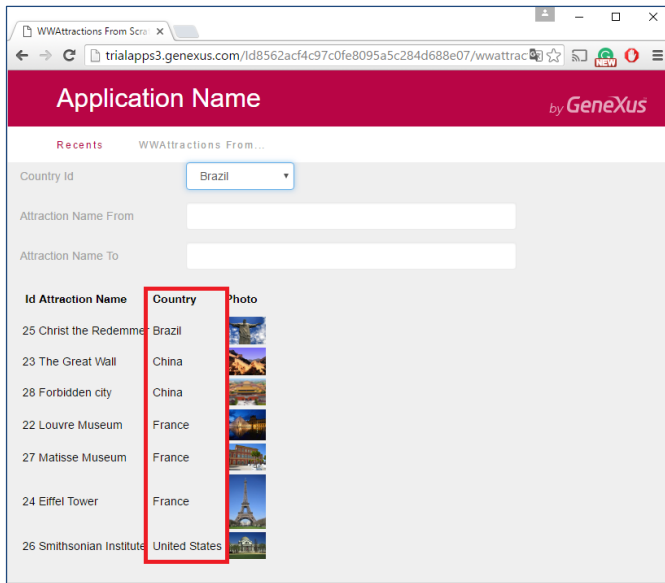 WWAttractions From Scra
trialapps3.genexus.com/Id8562acf4c97c0fe8095a5c284d688e07/wwattrac
NEW
Application Name
by GeneXus
Recents WWAttractions From...
Country Id Brazil
Attraction Name From
Attraction Name To
Id Attraction Name Country Photo
25 Christ the Redemmer Brazil
23 The Great Wall China
28 Forbidden city China
22 Louvre Museum France
27 Matisse Museum France
24 Eiffel Tower France
26 Smithsonian Institute United States